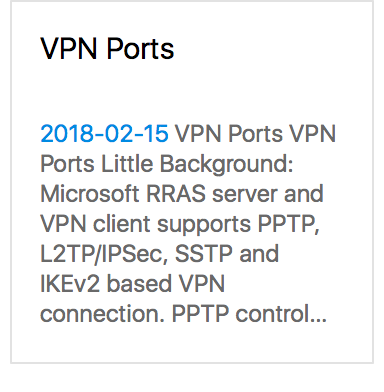 VPN Ports
2018-02-15 VPN Ports VPN
Ports Little Background:
Microsoft RRAS server and
VPN client supports PPTP,
L2TP/IPSec, SSTP and
IKEv2 based VPN
connection. PPTP control...